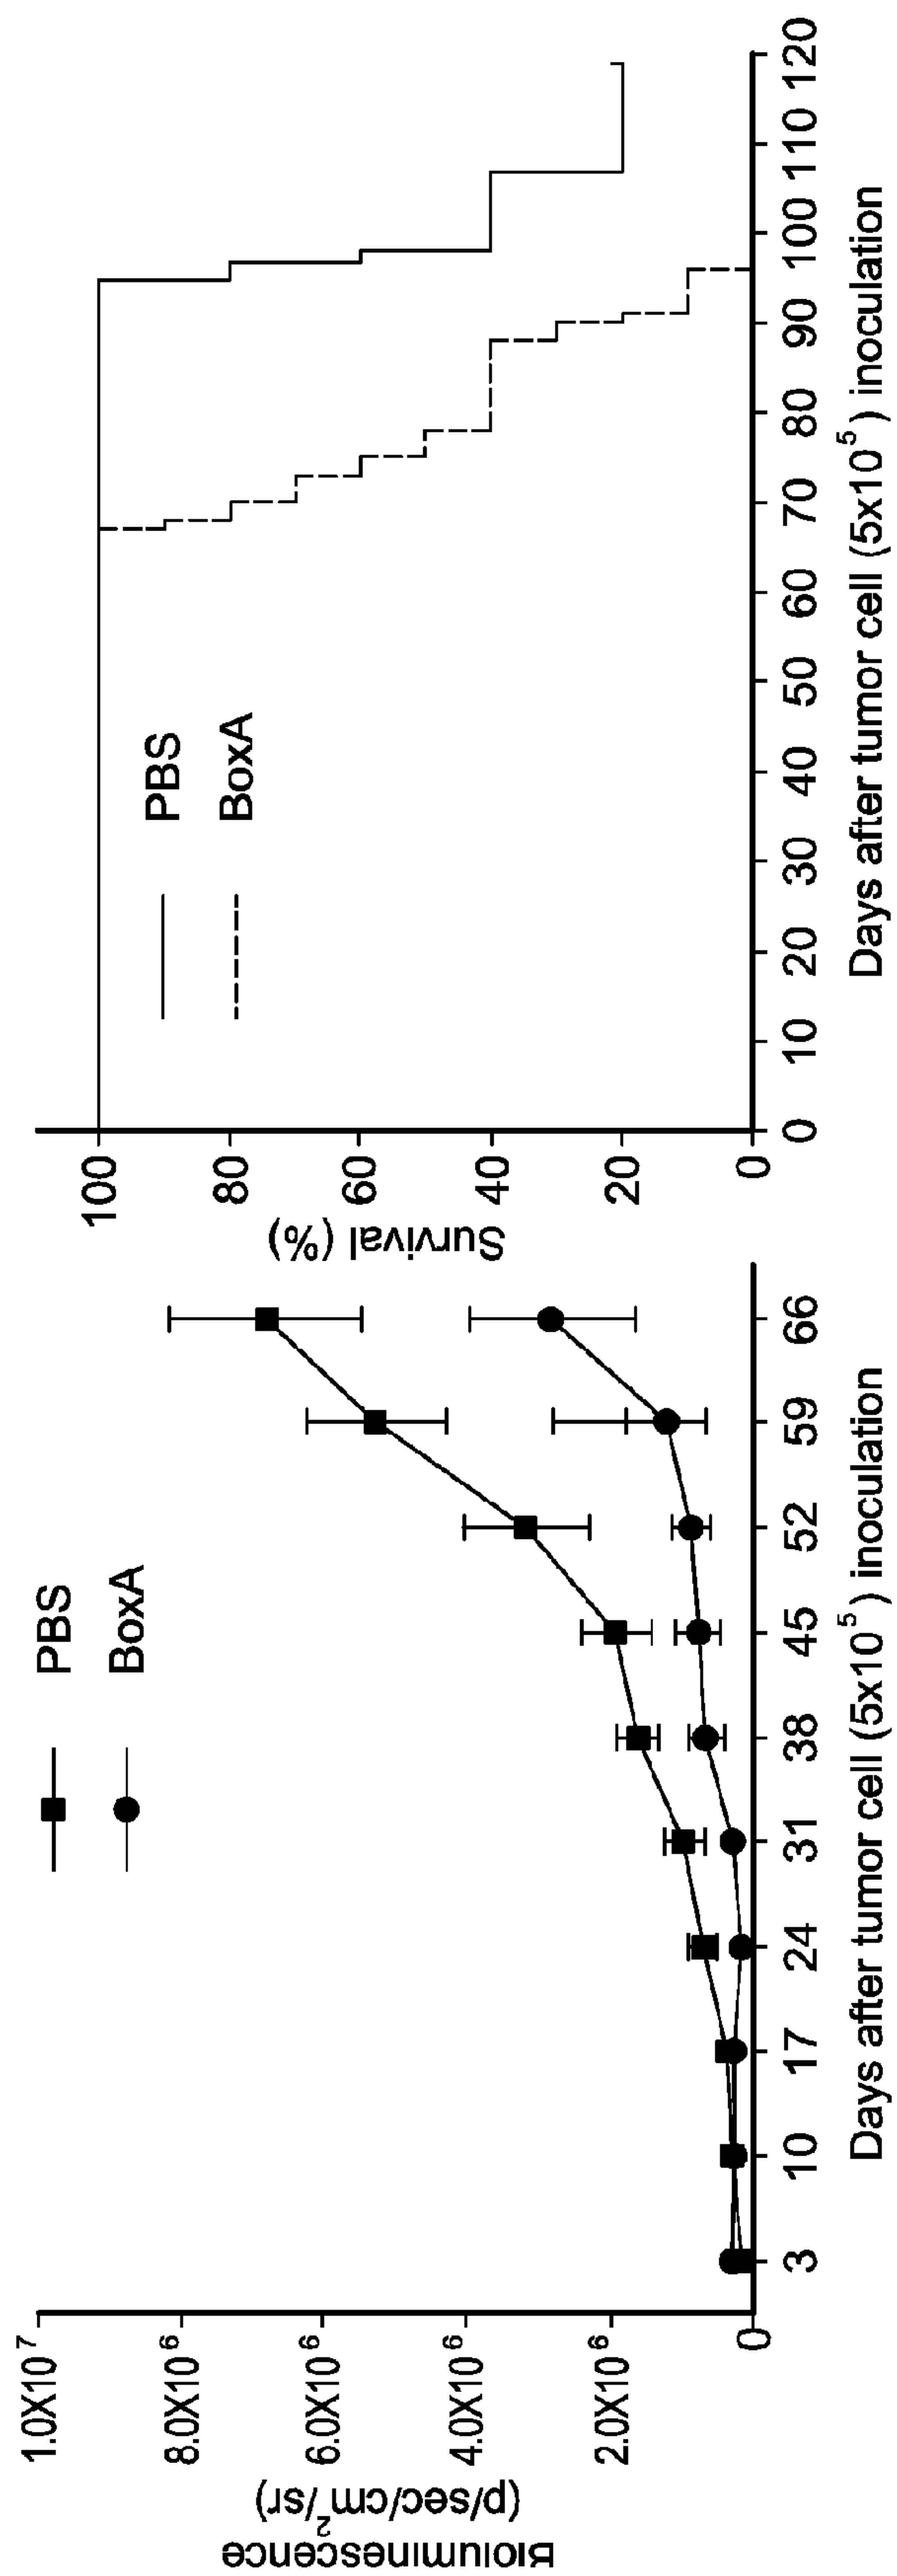 PBS
BoxA
1.0X10⁷
8.0X10⁶
6.0X10⁶
4.0X10⁶
2.0X10⁶
0
Bioluminescence
(p/sec/cm²/sr)
3 10 17 24 31 38 45 52 59 66
Days after tumor cell (5x10⁵) inoculation
PBS
BoxA
100
80
60
40
20
0
Survival (%)
0 10 20 30 40 50 60 70 80 90 100 110 120
Days after tumor cell (5x10⁵) inoculation